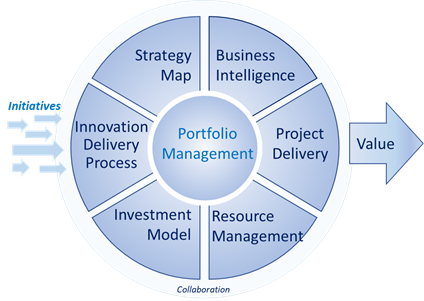 Strategy
Map
Business
Intelligence
Initiatives
Innovation
Delivery
Process
Portfolio
Management
Project
Delivery
Value
Investment
Model
Resource
Management
Collaboration